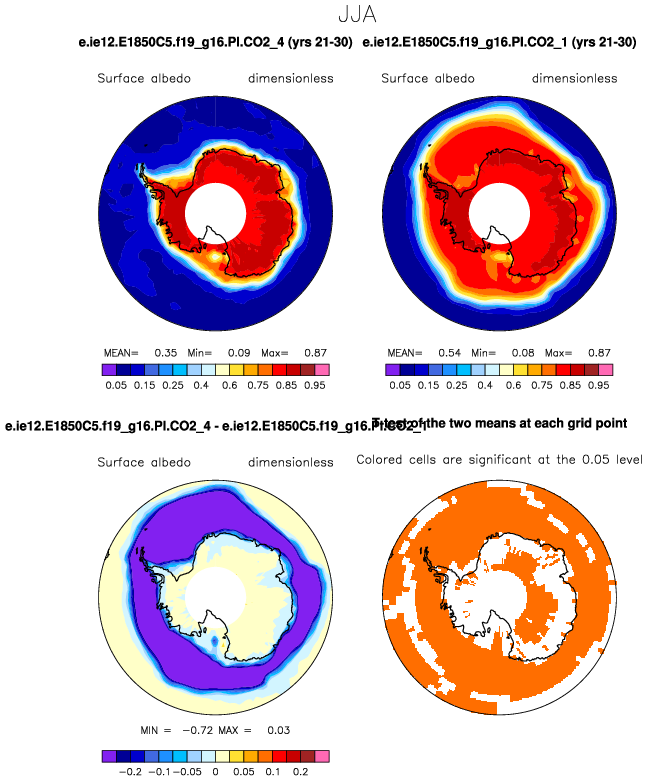 JJA
e.ie12.E1850C5.f19_g16.PI.CO2_4 (yrs 21-30) e.ie12.E1850C5.f19_g16.PI.CO2_1 (yrs 21-30)
Surface albedo dimensionless Surface albedo dimensionless
MEAN= 0.35 Min= 0.09 Max= 0.87 MEAN= 0.54 Min= 0.08 Max= 0.87
0.05 0.15 0.25 0.4 0.6 0.75 0.85 0.95 0.05 0.15 0.25 0.4 0.6 0.75 0.85 0.95
e.ie12.E1850C5.f19_g16.PI.CO2_4 - e.ie12.E1850C5.f19_g16.PI.CO2_1 T-test of the two means at each grid point
Surface albedo dimensionless Colored cells are significant at the 0.05 level
MIN = -0.72 MAX = 0.03
-0.2 -0.1 -0.05 0 0.05 0.1 0.2